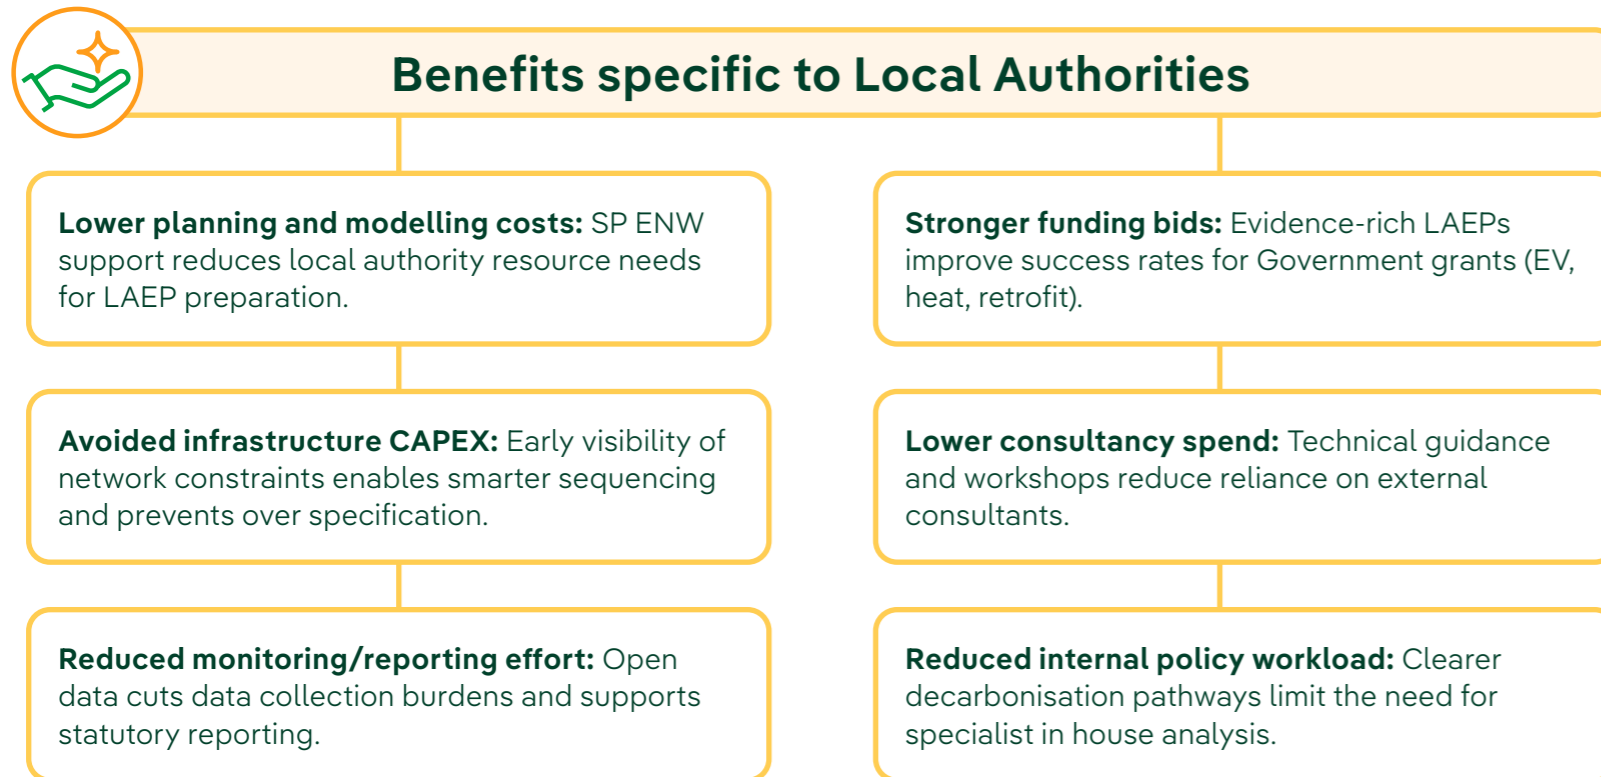 Benefits specific to Local Authorities
Lower planning and modelling costs: SP ENW
support reduces local authority resource needs
for LAEP preparation.
Avoided infrastructure CAPEX: Early visibility of
network constraints enables smarter sequencing
and prevents over specification.
Reduced monitoring/reporting effort: Open
data cuts data collection burdens and supports
statutory reporting.
Stronger funding bids: Evidence-rich LAEPs
improve success rates for Government grants (EV,
heat, retrofit).
Lower consultancy spend: Technical guidance
and workshops reduce reliance on external
consultants.
Reduced internal policy workload: Clearer
decarbonisation pathways limit the need for
specialist in house analysis.